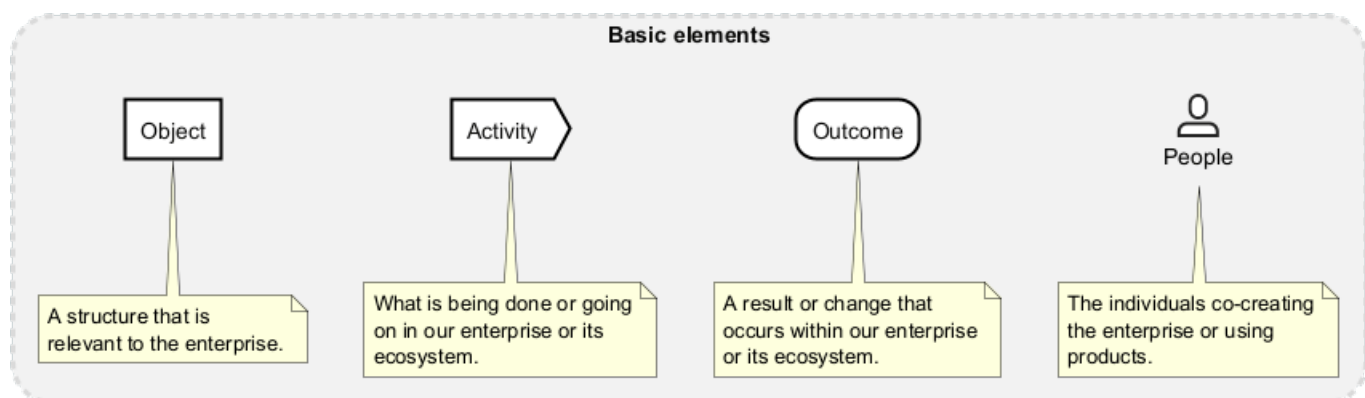 Basic elements
Object
Activity
Outcome
People
A structure that is
relevant to the enterprise.
What is being done or going
on in our enterprise or its
ecosystem.
A result or change that
occurs within our enterprise
or its ecosystem.
The individuals co-creating
the enterprise or using
products.